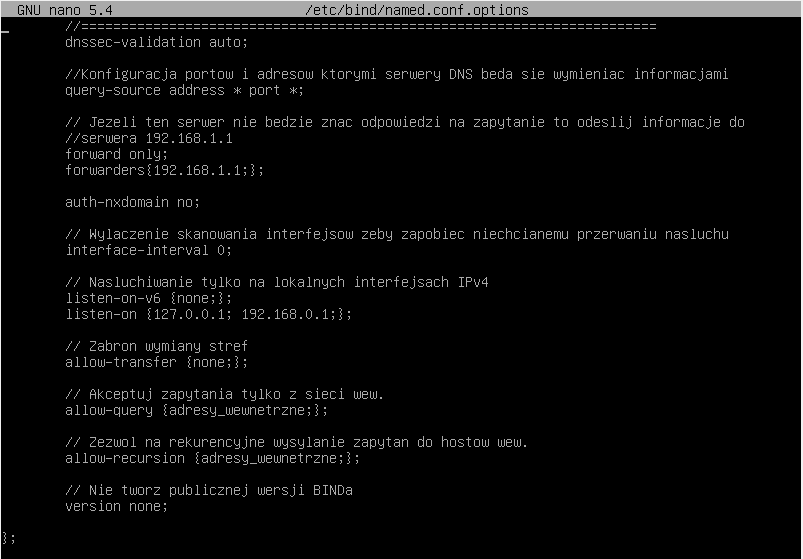 GNU nano 5.4 /etc/bind/named.conf.options
//========================================================================
dnssec-validation auto;
//Konfiguracja portow i adresow ktorymi serwery DNS beda sie wymieniac informacjami
query-source address * port *;
// Jezeli ten serwer nie bedzie znac odpowiedzi na zapytanie to odeslij informacje do
//serwera 192.168.1.1
forward only;
forwarders{192.168.1.1;};
auth-nxdomain no;
// Wylaczenie skanowania interfejsow zeby zapobiec niechcianemu przerwaniu nasluchu
interface-interval 0;
// Nasluchiwanie tylko na lokalnych interfejsach IPv4
listen-on-v6 {none;};
listen-on {127.0.0.1; 192.168.0.1;};
// Zabron wymiany stref
allow-transfer {none;};
// Akceptuj zapytania tylko z sieci wew.
allow-query {adresy_wewnetrzne;};
// Zezwol na rekurencyjne wysylanie zapytan do hostow wew.
allow-recursion {adresy_wewnetrzne;};
// Nie tworz publicznej wersji BINDa
version none;
};